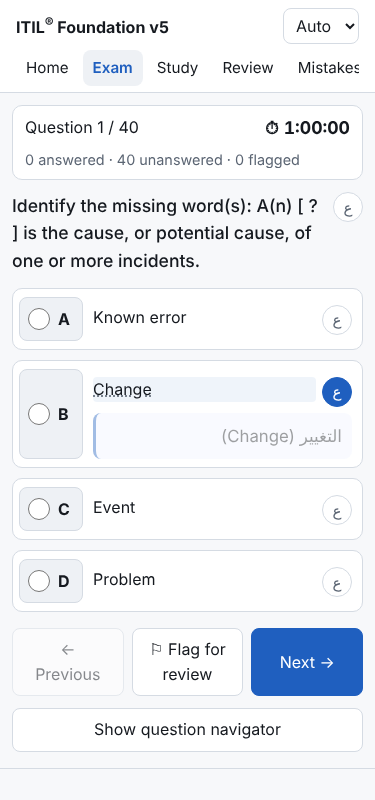 ITIL® Foundation v5
Auto
Home Exam Study Review Mistakes
Question 1 / 40
⏱ 1:00:00
0 answered · 40 unanswered · 0 flagged
Identify the missing word(s): A(n) [ ?
] is the cause, or potential cause, of
one or more incidents.
ع
A Known error ع
B Change ع
التغيير (Change)
C Event ع
D Problem ع
←
Previous
⚐ Flag for
review
Next →
Show question navigator